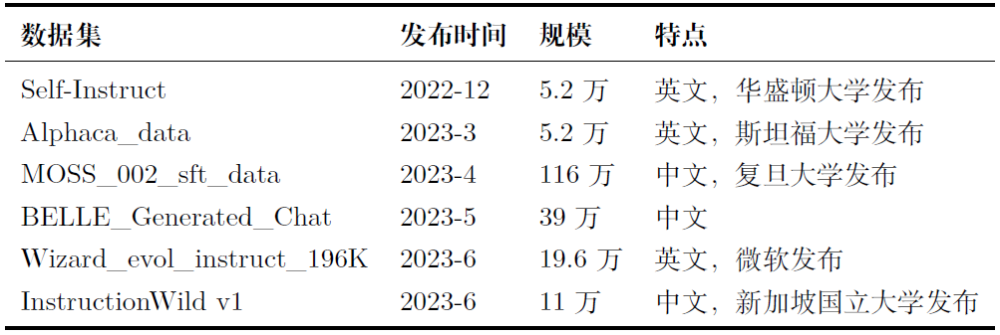 数据集 发布时间 规模 特点
Self-Instruct 2022-12 5.2 万 英文，华盛顿大学发布
Alphaca_data 2023-3 5.2 万 英文，斯坦福大学发布
MOSS_002_sft_data 2023-4 116 万 中文，复旦大学发布
BELLE_Generated_Chat 2023-5 39 万 中文
Wizard_evol_instruct_196K 2023-6 19.6 万 英文，微软发布
InstructionWild v1 2023-6 11 万 中文，新加坡国立大学发布